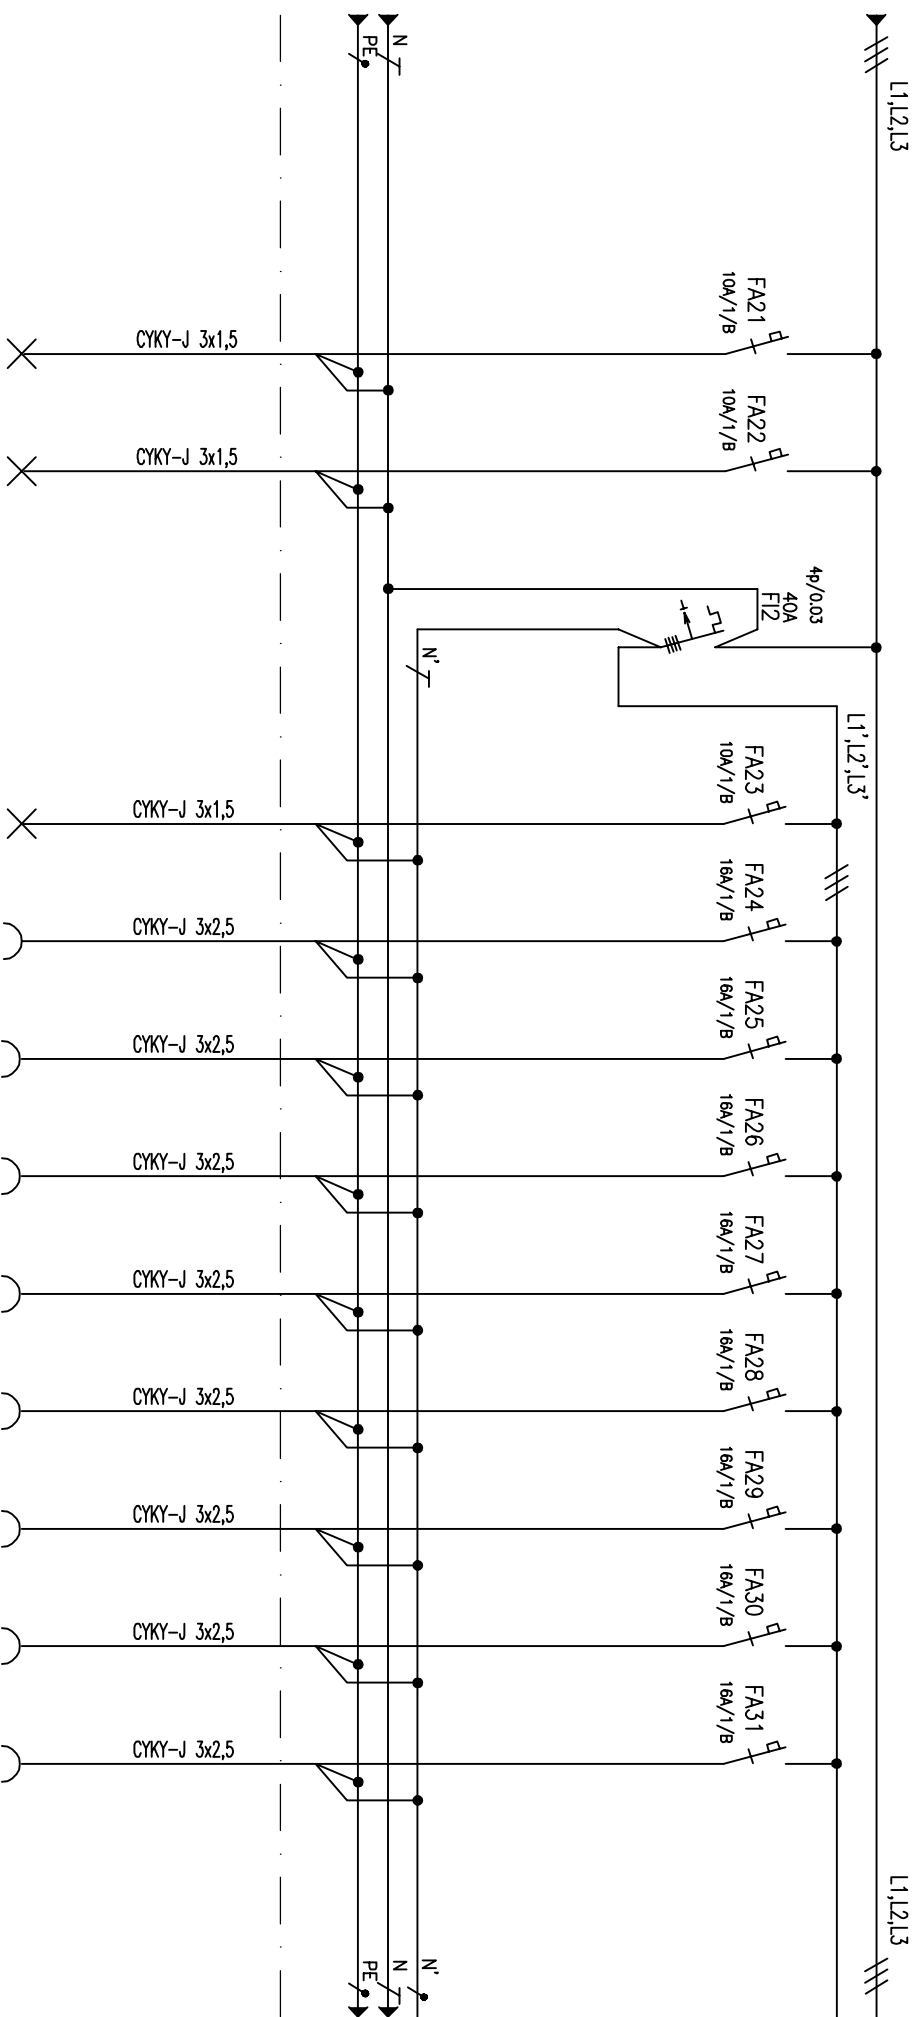 L1,L2,L3
N
PE
FA21
10A/1/B
CYKY-J 3x1,5
FA22
10A/1/B
CYKY-J 3x1,5
4p/0.03
40A
FI2
N'
L1',L2',L3'
FA23
10A/1/B
CYKY-J 3x1,5
FA24
16A/1/B
CYKY-J 3x2,5
FA25
16A/1/B
CYKY-J 3x2,5
FA26
16A/1/B
CYKY-J 3x2,5
FA27
16A/1/B
CYKY-J 3x2,5
FA28
16A/1/B
CYKY-J 3x2,5
FA29
16A/1/B
CYKY-J 3x2,5
FA30
16A/1/B
CYKY-J 3x2,5
FA31
16A/1/B
CYKY-J 3x2,5
L1,L2,L3
N'
N
PE